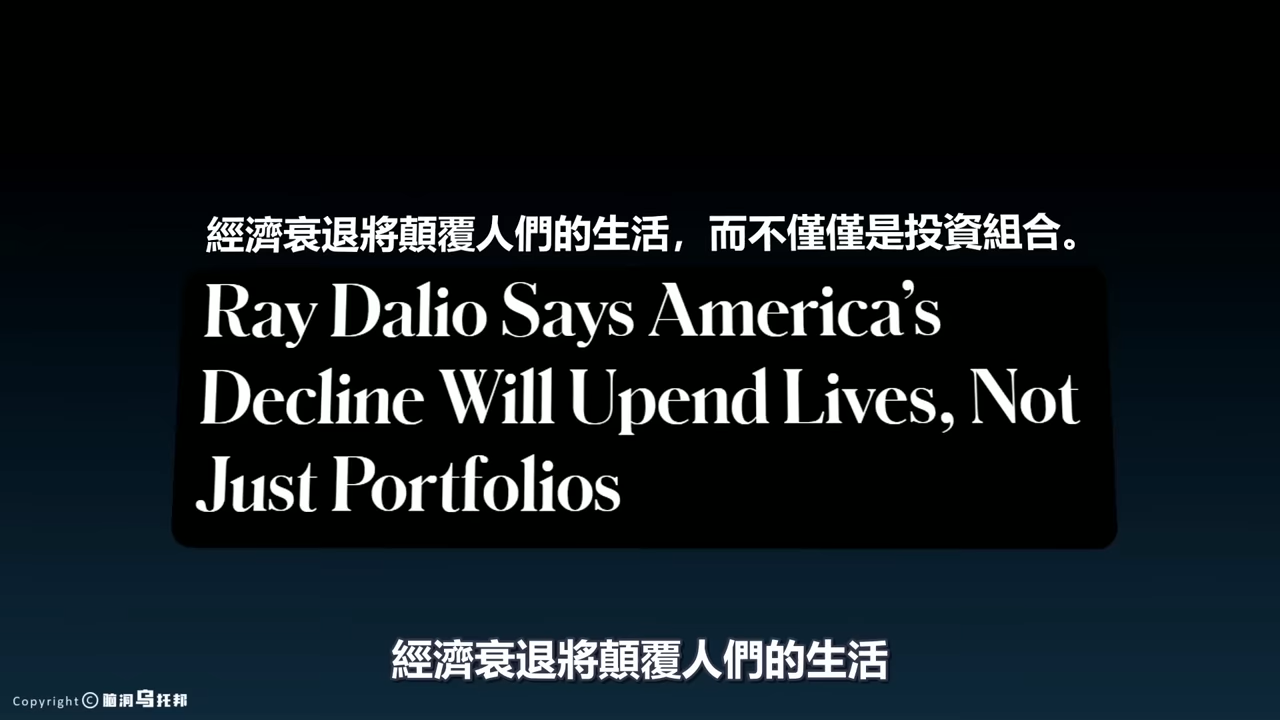 經濟衰退將顛覆人們的生活，而不僅僅是投資組合。
Ray Dalio Says America’s
Decline Will Upend Lives, Not
Just Portfolios
經濟衰退將顛覆人們的生活
Copyright © 脑洞乌托邦